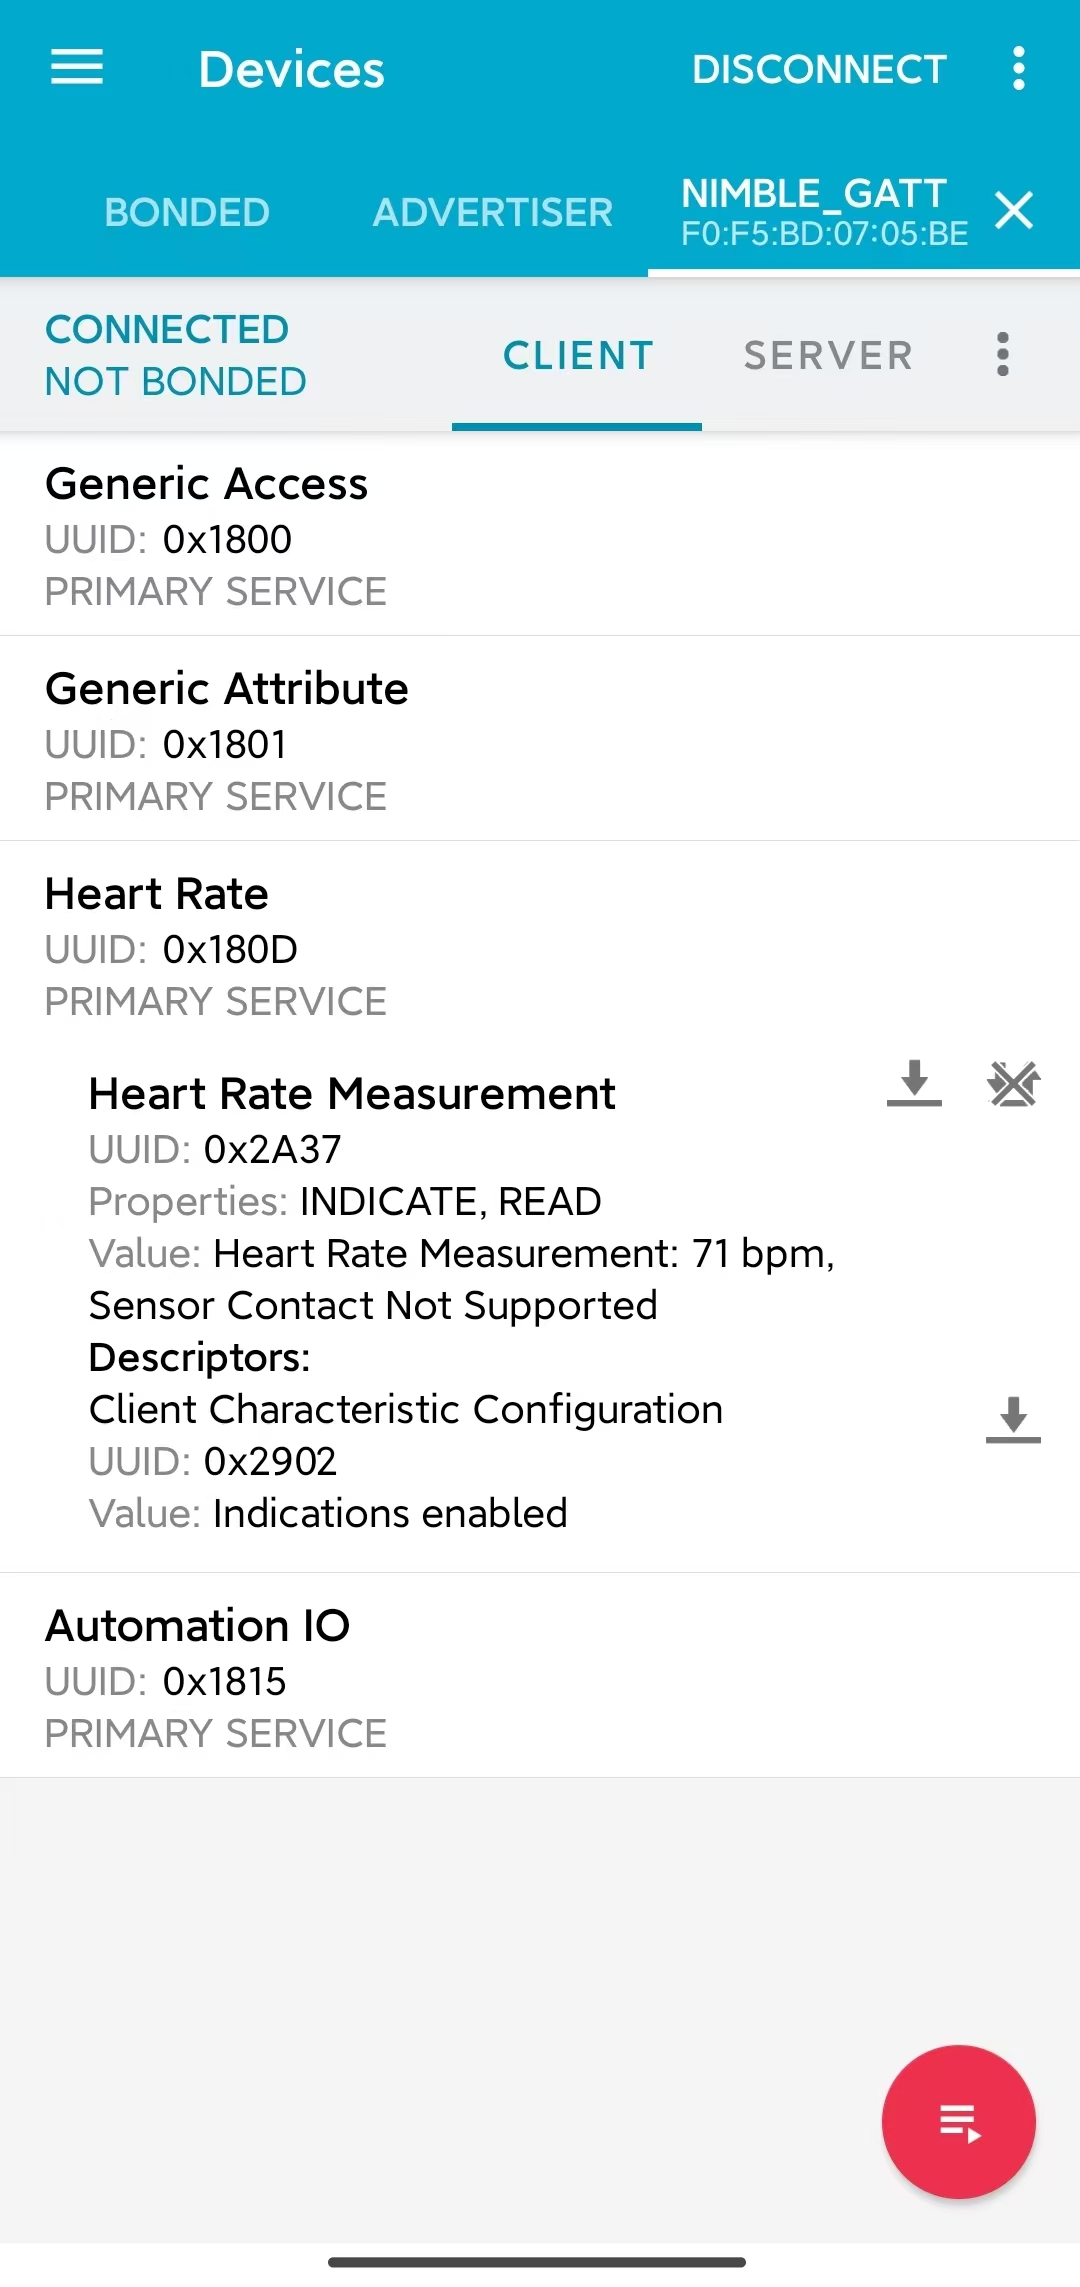 Devices
DISCONNECT
BONDED
ADVERTISER
NIMBLE_GATT
F0:F5:BD:07:05:BE
CONNECTED
NOT BONDED
CLIENT
SERVER
Generic Access
UUID: 0x1800
PRIMARY SERVICE
Generic Attribute
UUID: 0x1801
PRIMARY SERVICE
Heart Rate
UUID: 0x180D
PRIMARY SERVICE
Heart Rate Measurement
UUID: 0x2A37
Properties: INDICATE, READ
Value: Heart Rate Measurement: 71 bpm,
Sensor Contact Not Supported
Descriptors:
Client Characteristic Configuration
UUID: 0x2902
Value: Indications enabled
Automation IO
UUID: 0x1815
PRIMARY SERVICE